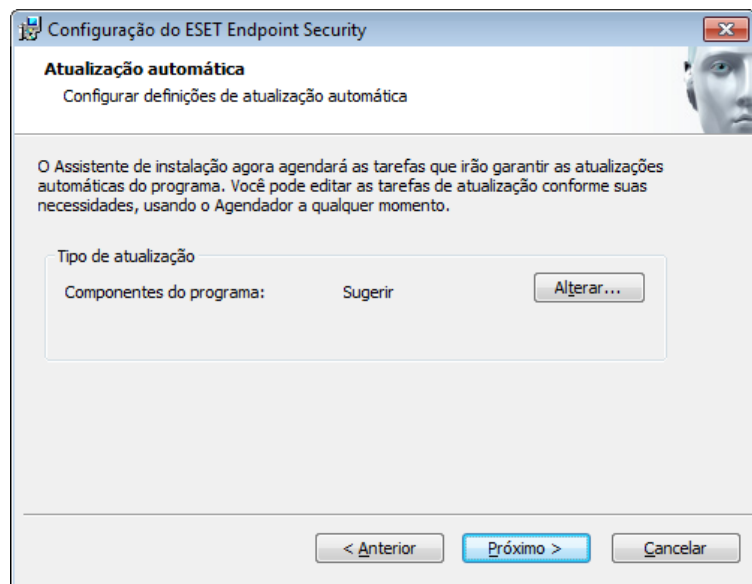 Configuração do ESET Endpoint Security
Atualização automática
Configurar definições de atualização automática
O Assistente de instalação agora agendará as tarefas que irão garantir as atualizações
automáticas do programa. Você pode editar as tarefas de atualização conforme suas
necessidades, usando o Agendador a qualquer momento.
Tipo de atualização
Componentes do programa: Sugerir Alterar...
< Anterior Próximo > Cancelar